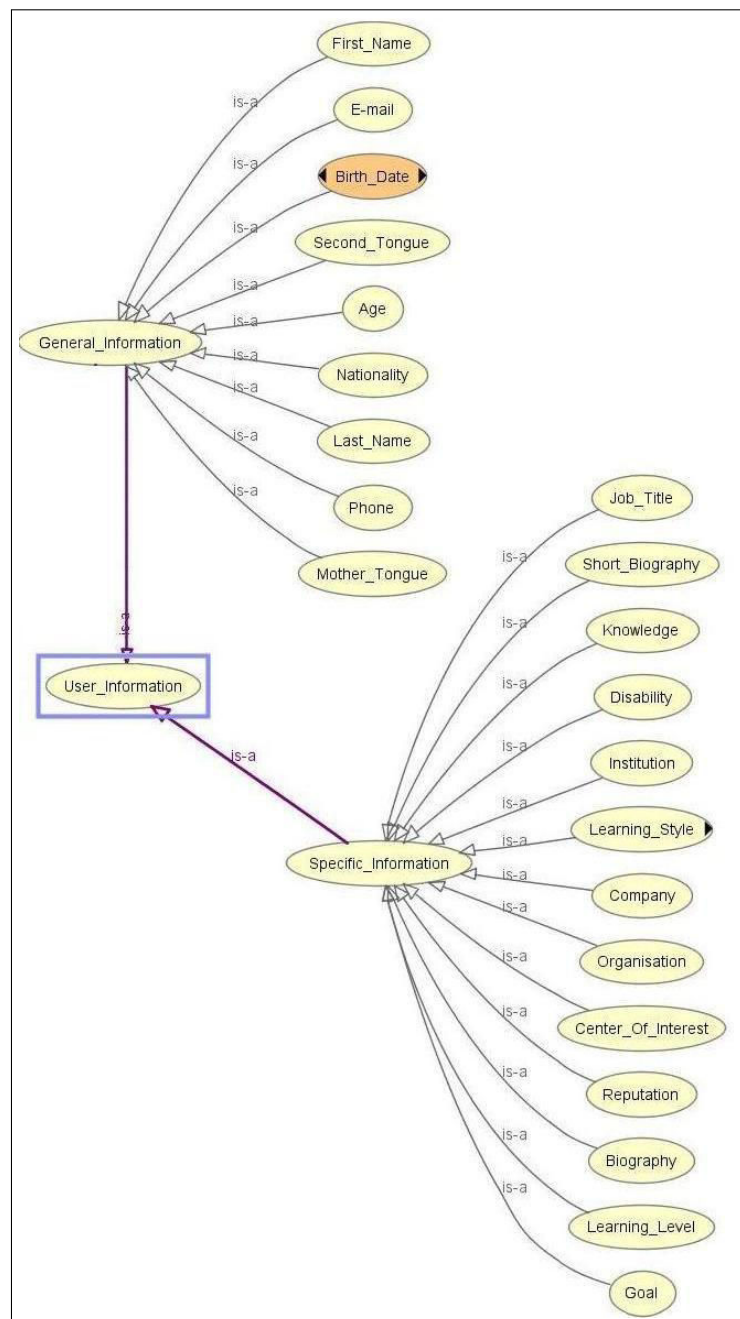 First_Name
is-a
E-mail
is-a
Birth_Date
is-a
Second_Tongue
is-a
Age
is-a
General_Information
Nationality
is-a
Last_Name
is-a
Phone
is-a
Mother_Tongue
is-a
User_Information
is-a
Job_Title
is-a
Short_Biography
is-a
Knowledge
is-a
Disability
is-a
Institution
is-a
Learning_Style
is-a
Specific_Information
Company
is-a
Organisation
is-a
Center_Of_Interest
is-a
Reputation
is-a
Biography
is-a
Learning_Level
is-a
Goal
is-a